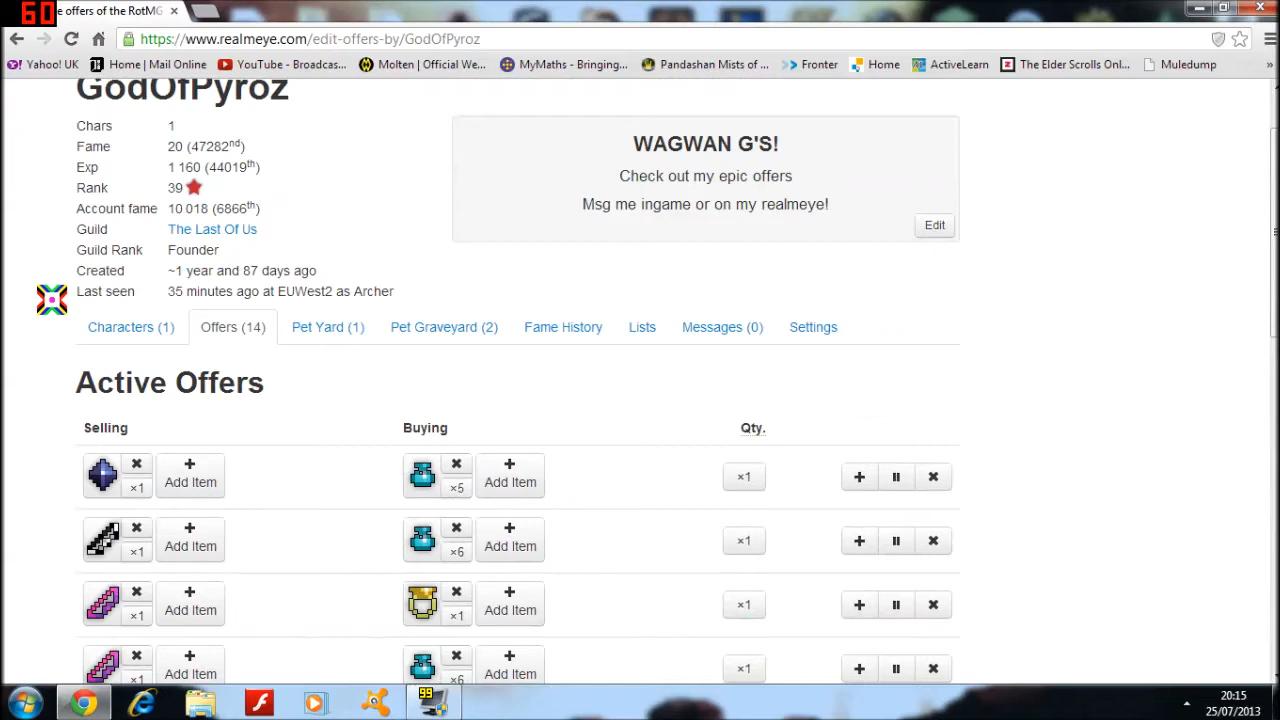 60
e offers of the RotMG
https://www.realmeye.com/edit-offers-by/GodOfPyroz
Yahoo! UK
Home | Mail Online
YouTube - Broadcas...
Molten | Official We...
MyMaths - Bringing...
Pandashan Mists of ...
Fronter
Home
ActiveLearn
The Elder Scrolls Onl...
Muledump
»
GodOfPyroz
Chars 1
Fame 20 (47282nd)
Exp 1 160 (44019th)
Rank 39
Account fame 10 018 (6866th)
Guild The Last Of Us
Guild Rank Founder
Created ~1 year and 87 days ago
Last seen 35 minutes ago at EUWest2 as Archer
WAGWAN G'S!
Check out my epic offers
Msg me ingame or on my realmeye!
Edit
Characters (1) Offers (14) Pet Yard (1) Pet Graveyard (2) Fame History Lists Messages (0) Settings
Active Offers
Selling Buying Qty.
×1 Add Item ×5 Add Item ×1
×1 Add Item ×6 Add Item ×1
×1 Add Item ×1 Add Item ×1
×1 Add Item ×6 Add Item ×1
99
20:15
25/07/2013